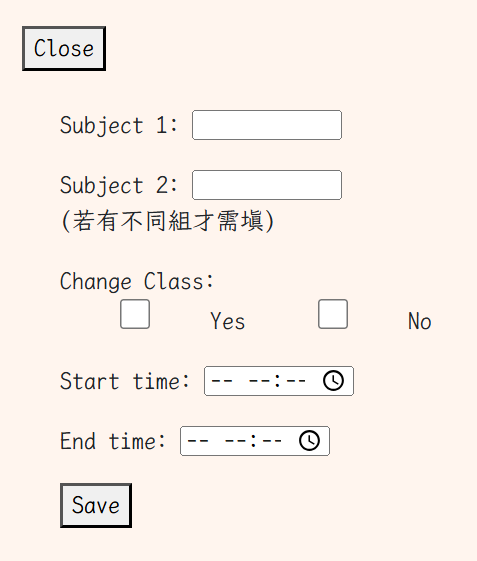 Close
Subject 1:
Subject 2:
(若有不同組才需填)
Change Class:
Yes No
Start time: -- --:--
End time: -- --:--
Save